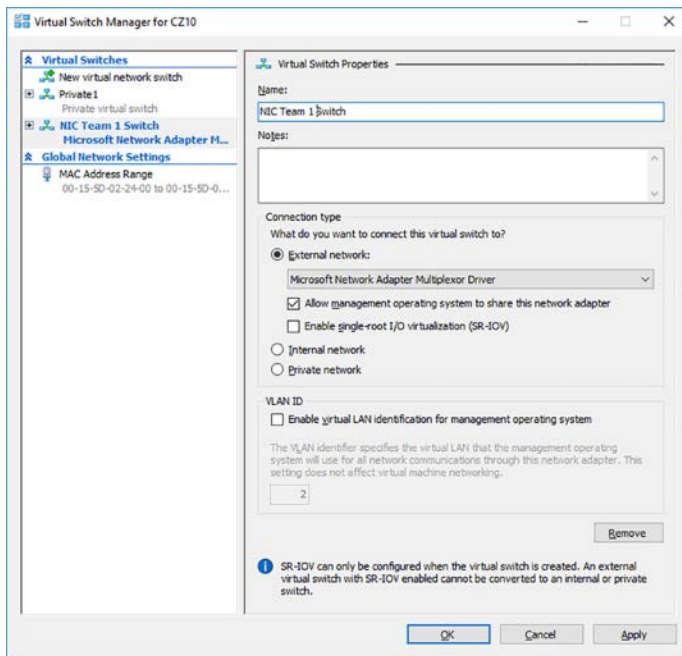 Virtual Switch Manager for CZ10
Virtual Switches
New virtual network switch
Private1
Private virtual switch
NIC Team 1 Switch
Microsoft Network Adapter M...
Global Network Settings
MAC Address Range
00-15-5D-02-24-00 to 00-15-5D-0...
Virtual Switch Properties
Name:
NIC Team 1 Switch
Notes:
Connection type
What do you want to connect this virtual switch to?
External network:
Microsoft Network Adapter Multiplexor Driver
Allow management operating system to share this network adapter
Enable single-root I/O virtualization (SR-IOV)
Internal network
Private network
VLAN ID
Enable virtual LAN identification for management operating system
The VLAN identifier specifies the virtual LAN that the management operating
system will use for all network communications through this network adapter. This
setting does not affect virtual machine networking.
2
Remove
SR-IOV can only be configured when the virtual switch is created. An external
virtual switch with SR-IOV enabled cannot be converted to an internal or private
switch.
OK
Cancel
Apply